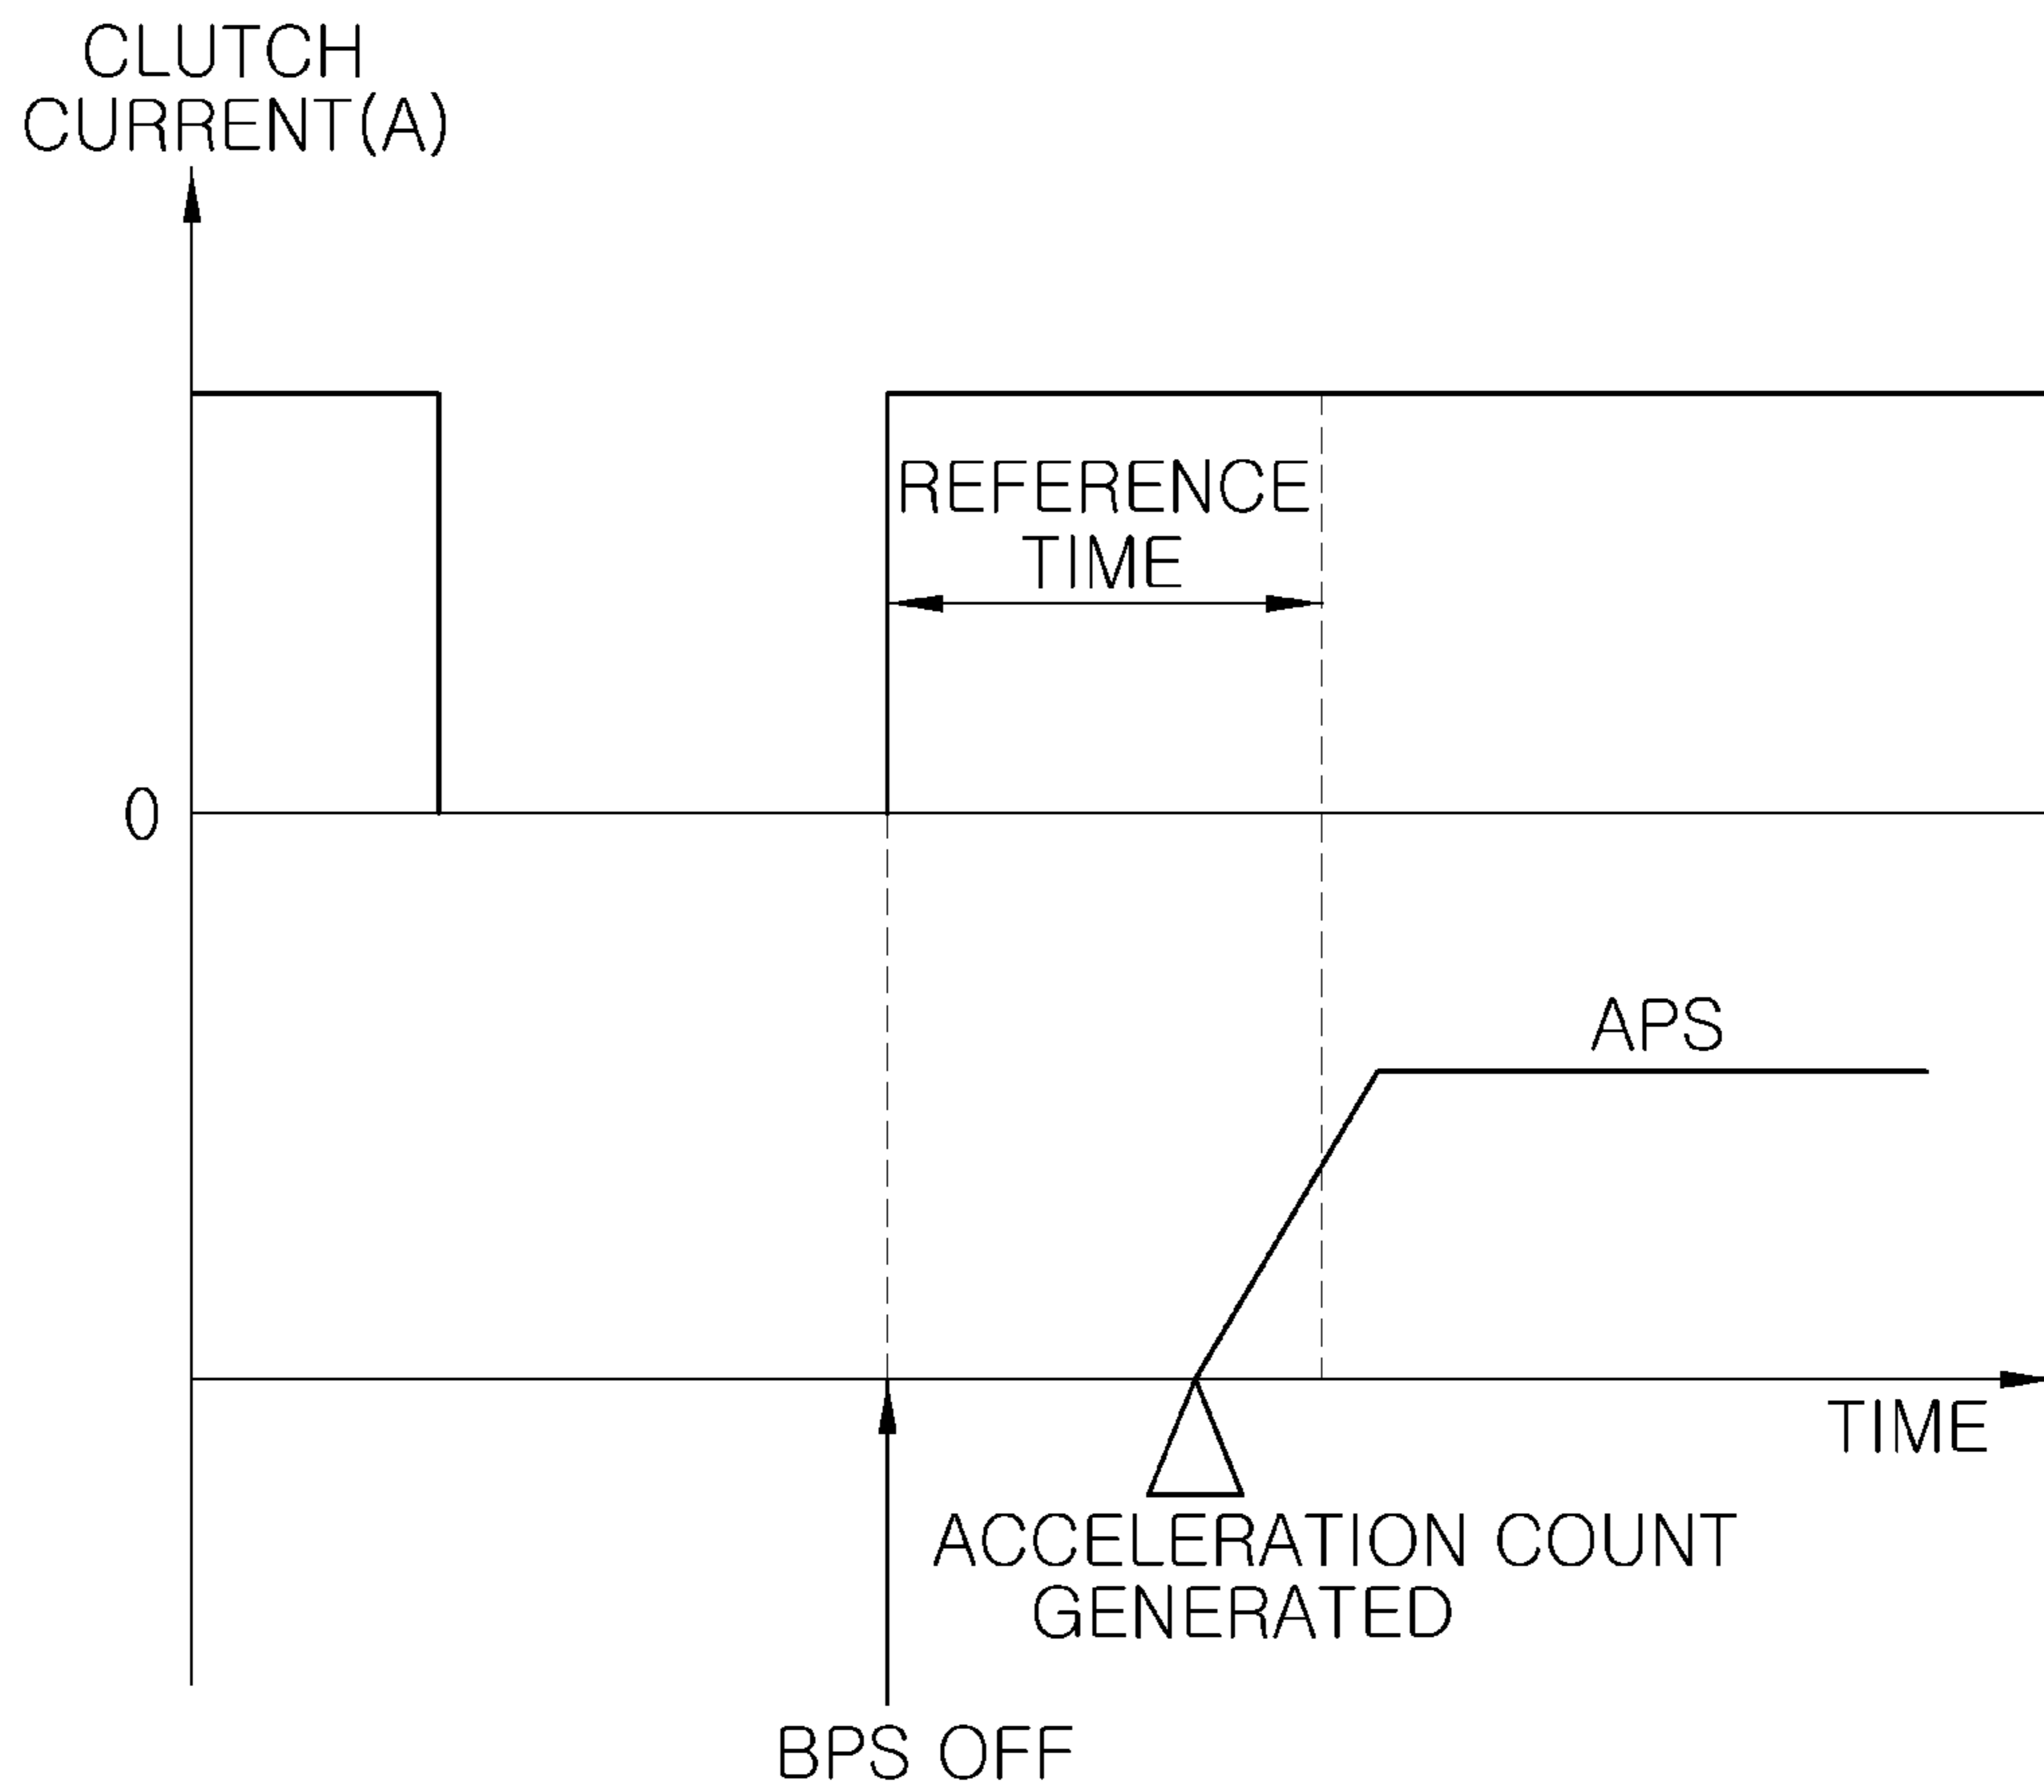 CLUTCH
CURRENT(A)
REFERENCE
TIME
0
APS
TIME
ACCELERATION COUNT
GENERATED
BPS OFF